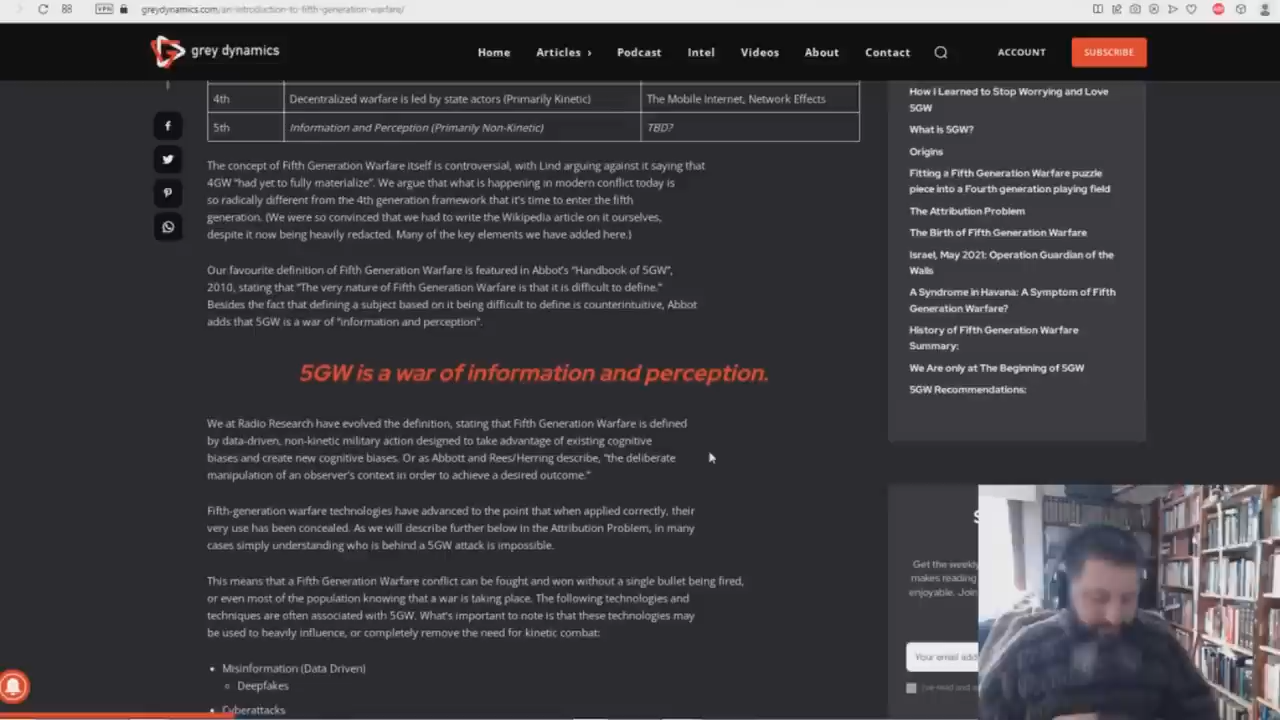 VPN
greydynamics.com/an-introduction-to-fifth-generation-warfare/
grey dynamics
Home
Articles
Podcast
Intel
Videos
About
Contact
ACCOUNT
SUBSCRIBE
4th
Decentralized warfare is led by state actors (Primarily Kinetic)
The Mobile Internet, Network Effects
5th
Information and Perception (Primarily Non-Kinetic)
TBD?
The concept of Fifth Generation Warfare itself is controversial, with Lind arguing against it saying that
4GW “had yet to fully materialize”. We argue that what is happening in modern conflict today is
so radically different from the 4th generation framework that it’s time to enter the fifth
generation. (We were so convinced that we had to write the Wikipedia article on it ourselves,
despite it now being heavily redacted. Many of the key elements we have added here.)
Our favourite definition of Fifth Generation Warfare is featured in Abbot’s “Handbook of 5GW”,
2010, stating that “The very nature of Fifth Generation Warfare is that it is difficult to define.”
Besides the fact that defining a subject based on it being difficult to define is counterintuitive, Abbot
adds that 5GW is a war of “information and perception”.
5GW is a war of information and perception.
We at Radio Research have evolved the definition, stating that Fifth Generation Warfare is defined
by data-driven, non-kinetic military action designed to take advantage of existing cognitive
biases and create new cognitive biases. Or as Abbott and Rees/Herring describe, “the deliberate
manipulation of an observer’s context in order to achieve a desired outcome.”
Fifth-generation warfare technologies have advanced to the point that when applied correctly, their
very use has been concealed. As we will describe further below in the Attribution Problem, in many
cases simply understanding who is behind a 5GW attack is impossible.
This means that a Fifth Generation Warfare conflict can be fought and won without a single bullet being fired,
or even most of the population knowing that a war is taking place. The following technologies and
techniques are often associated with 5GW. What’s important to note is that these technologies may
be used to heavily influence, or completely remove the need for kinetic combat:
Misinformation (Data Driven)
Deepfakes
Cyberattacks
How I Learned to Stop Worrying and Love
5GW
What is 5GW?
Origins
Fitting a Fifth Generation Warfare puzzle
piece into a Fourth generation playing field
The Attribution Problem
The Birth of Fifth Generation Warfare
Israel, May 2021: Operation Guardian of the
Walls
A Syndrome in Havana: A Symptom of Fifth
Generation Warfare?
History of Fifth Generation Warfare
Summary:
We Are only at The Beginning of 5GW
5GW Recommendations:
Get the weekly
makes reading
enjoyable. Join
Your email
I've read and